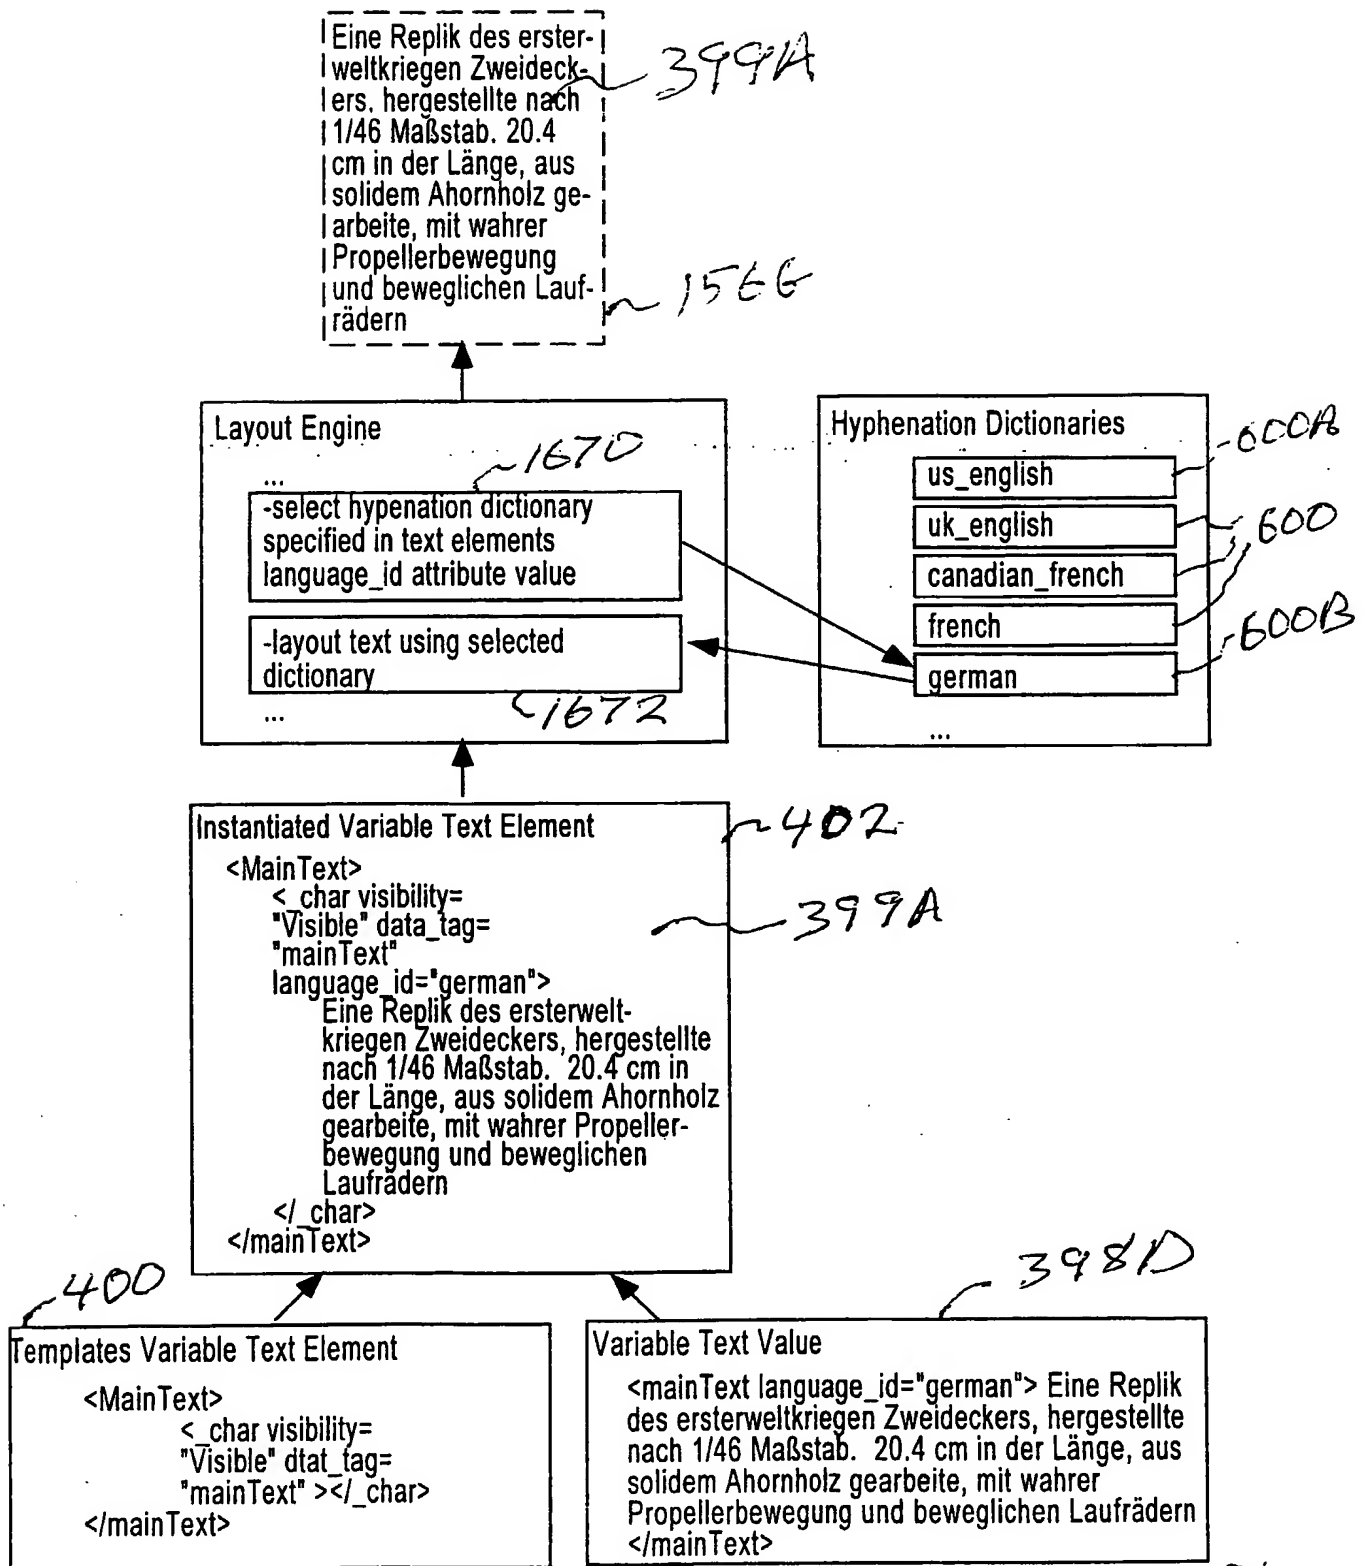 Eine Replik des erster-
weltkriegen Zweideck-
ers. hergestellte nach
1/46 Maßstab. 20.4
cm in der Länge, aus
solidem Ahornholz ge-
arbeite, mit wahrer
Propellerbewegung
und beweglichen Lauf-
rädern
399A
1566
Layout Engine
...
1670
-select hypenation dictionary
specified in text elements
language_id attribute value
-layout text using selected
dictionary
1672
...
Hyphenation Dictionaries
us_english
uk_english
canadian_french
french
german
...
600A
600
600B
Instantiated Variable Text Element
<MainText>
<_char visibility=
"Visible" data_tag=
"mainText"
language_id="german">
Eine Replik des ersterwelt-
kriegen Zweideckers, hergestellte
nach 1/46 Maßstab. 20.4 cm in
der Länge, aus solidem Ahornholz
gearbeite, mit wahrer Propeller-
bewegung und beweglichen
Laufrädern
</_char>
</mainText>
402
399A
400
Templates Variable Text Element
<MainText>
<_char visibility=
"Visible" dtat_tag=
"mainText" ></_char>
</mainText>
398D
Variable Text Value
<mainText language_id="german"> Eine Replik
des ersterweltkriegen Zweideckers, hergestellte
nach 1/46 Maßstab. 20.4 cm in der Länge, aus
solidem Ahornholz gearbeite, mit wahrer
Propellerbewegung und beweglichen Laufrädern
</mainText>